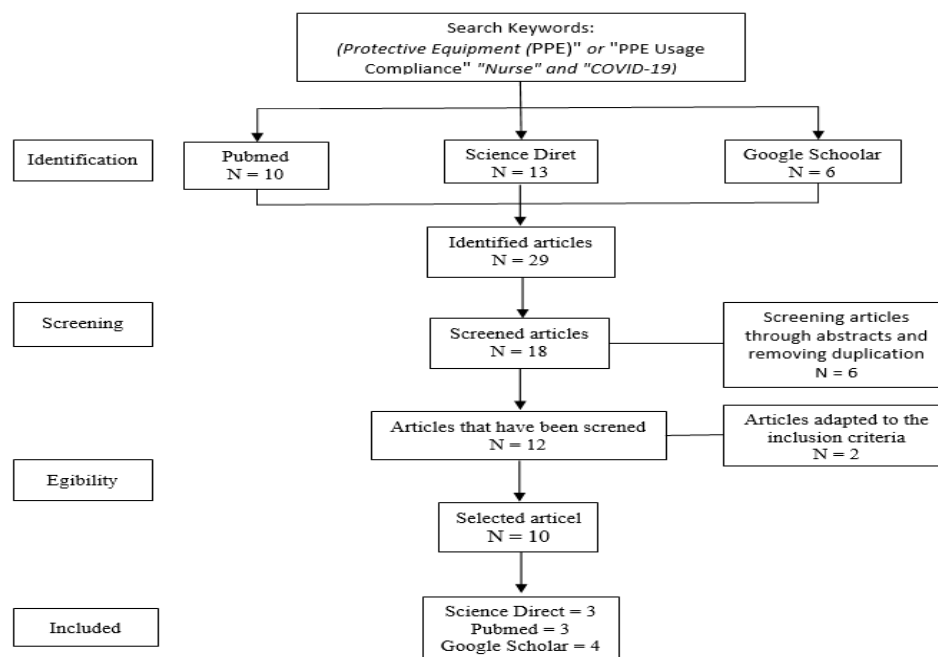 Search Keywords:
(Protective Equipment (PPE)" or "PPE Usage
Compliance" "Nurse" and "COVID-19)
Identification
Pubmed
N = 10
Science Diret
N = 13
Google Schoolar
N = 6
Identified articles
N = 29
Screening
Screened articles
N = 18
Screening articles
through abstracts and
removing duplication
N = 6
Articles that have been screned
N = 12
Articles adapted to the
inclusion criteria
N = 2
Egibility
Selected articel
N = 10
Included
Science Direct = 3
Pubmed = 3
Google Scholar = 4